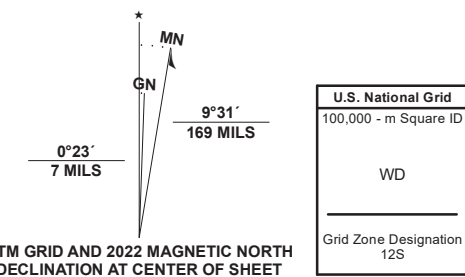 ★
MN
GN
9°31´
169 MILS
0°23´
7 MILS
TM GRID AND 2022 MAGNETIC NORTH
DECLINATION AT CENTER OF SHEET
U.S. National Grid
100,000 - m Square ID
WD
Grid Zone Designation
12S